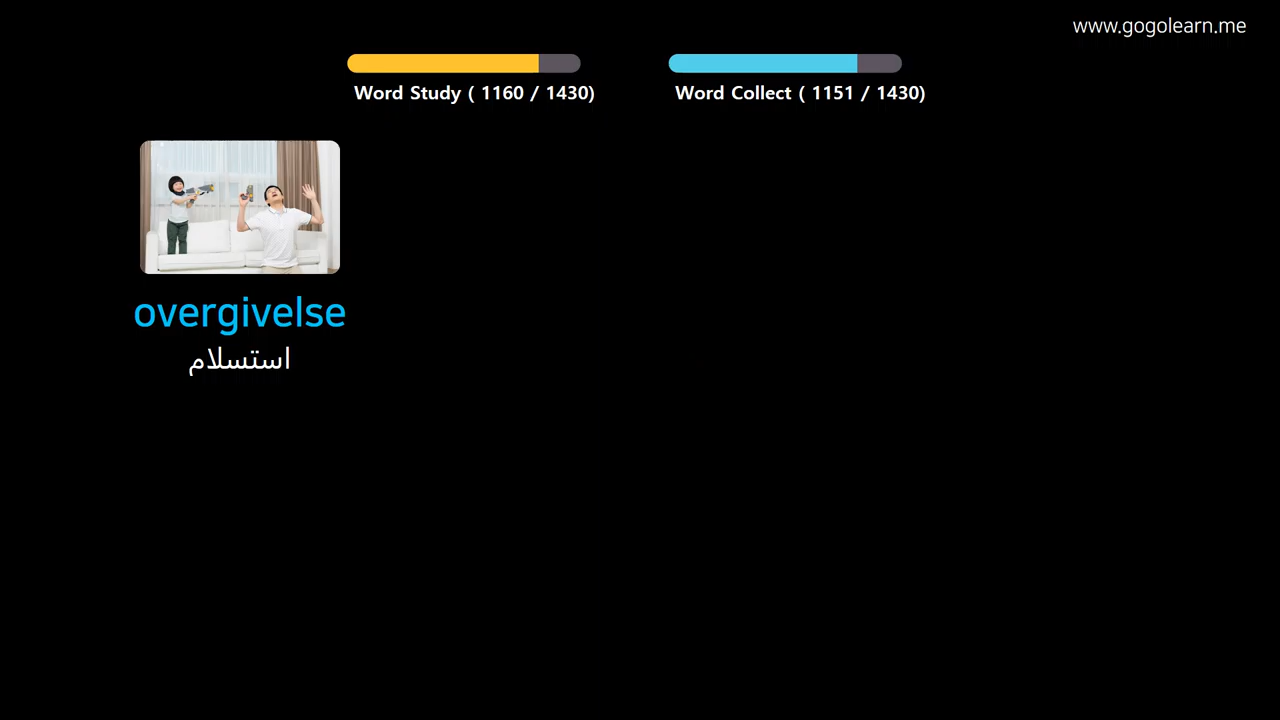 www.gogolearn.me
Word Study ( 1160 / 1430)
Word Collect ( 1151 / 1430)
overgivelse
استسلام